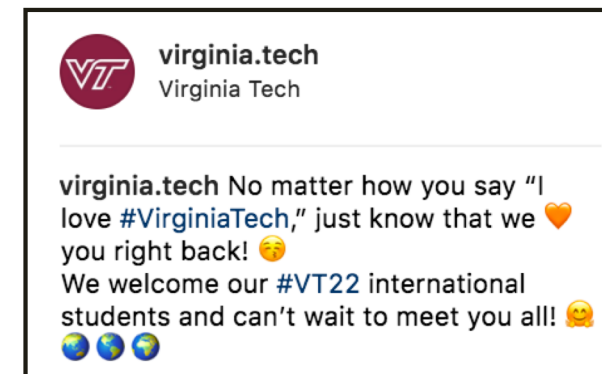 VT
virginia.tech
Virginia Tech
virginia.tech No matter how you say “I
love #VirginiaTech,” just know that we 🧡
you right back! 😚
We welcome our #VT22 international
students and can’t wait to meet you all! 🤗
🌏 🌎 🌍